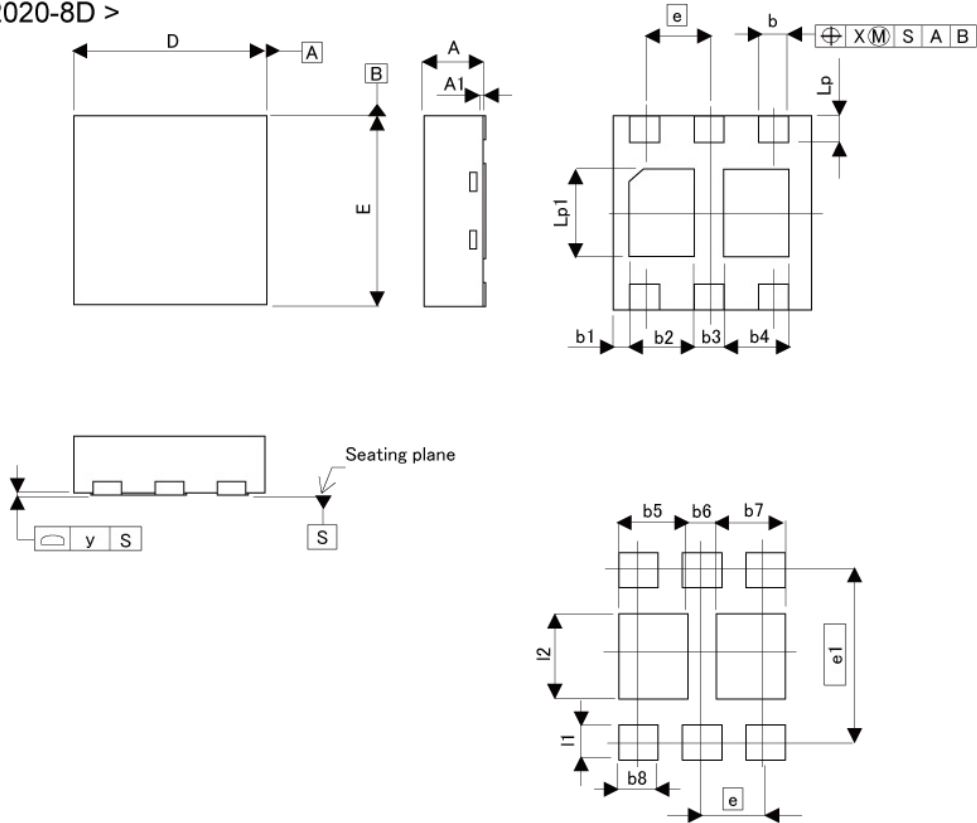 2020-8D >
D
A
B
E
A
A1
e
b
⌖ X Ⓜ S A B
Lp
Lp1
b1 b2 b3 b4
Seating plane
y S
S
b5 b6 b7
l2
e1
l1
b8
e